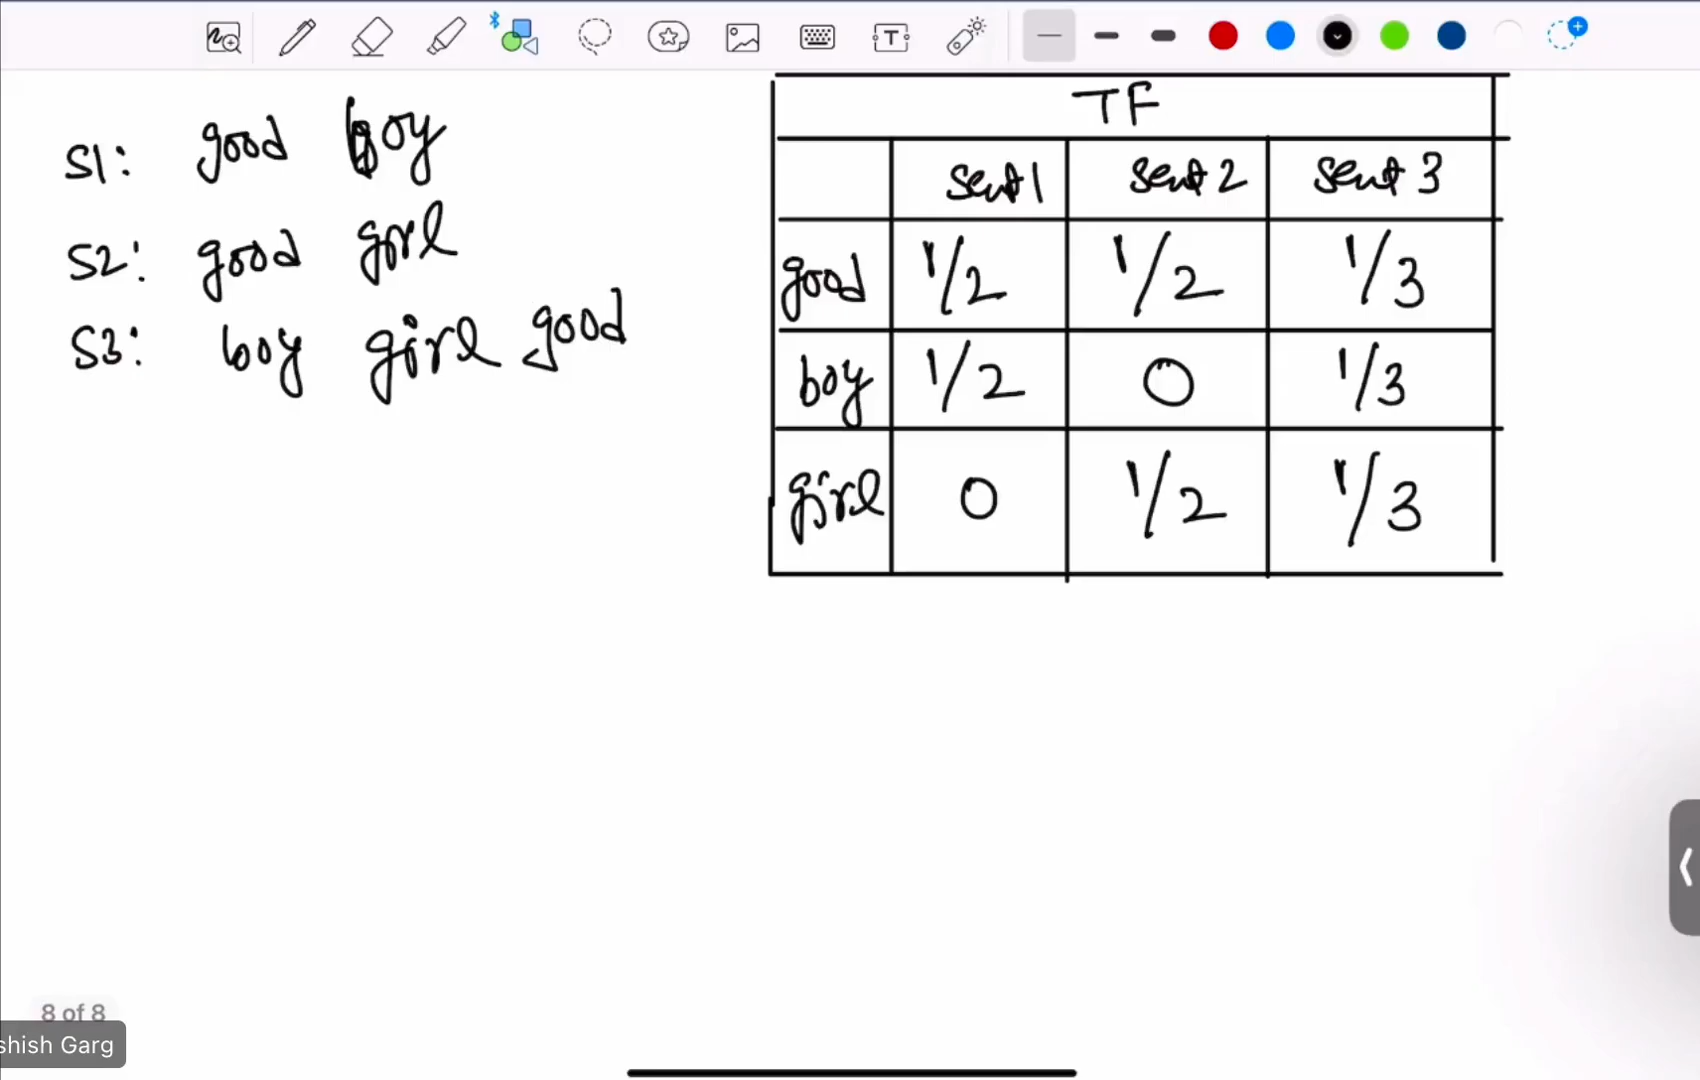 S1: good boy
S2: good girl
S3: boy girl good
TF
sent 1 sent 2 sent 3
good 1/2 1/2 1/3
boy 1/2 0 1/3
girl 0 1/2 1/3
8 of 8
shish Garg